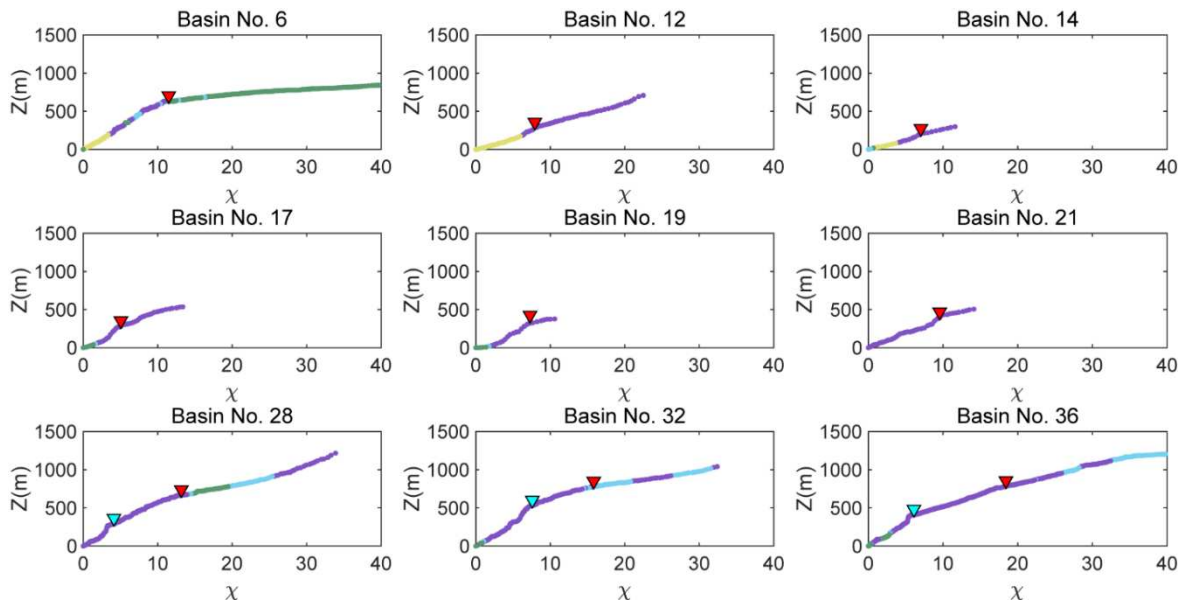 Basin No. 6
Z(m)
1500
1000
500
0
0 10 20 30 40
χ
Basin No. 12
Z(m)
1500
1000
500
0
0 10 20 30 40
χ
Basin No. 14
Z(m)
1500
1000
500
0
0 10 20 30 40
χ
Basin No. 17
Z(m)
1500
1000
500
0
0 10 20 30 40
χ
Basin No. 19
Z(m)
1500
1000
500
0
0 10 20 30 40
χ
Basin No. 21
Z(m)
1500
1000
500
0
0 10 20 30 40
χ
Basin No. 28
Z(m)
1500
1000
500
0
0 10 20 30 40
χ
Basin No. 32
Z(m)
1500
1000
500
0
0 10 20 30 40
χ
Basin No. 36
Z(m)
1500
1000
500
0
0 10 20 30 40
χ